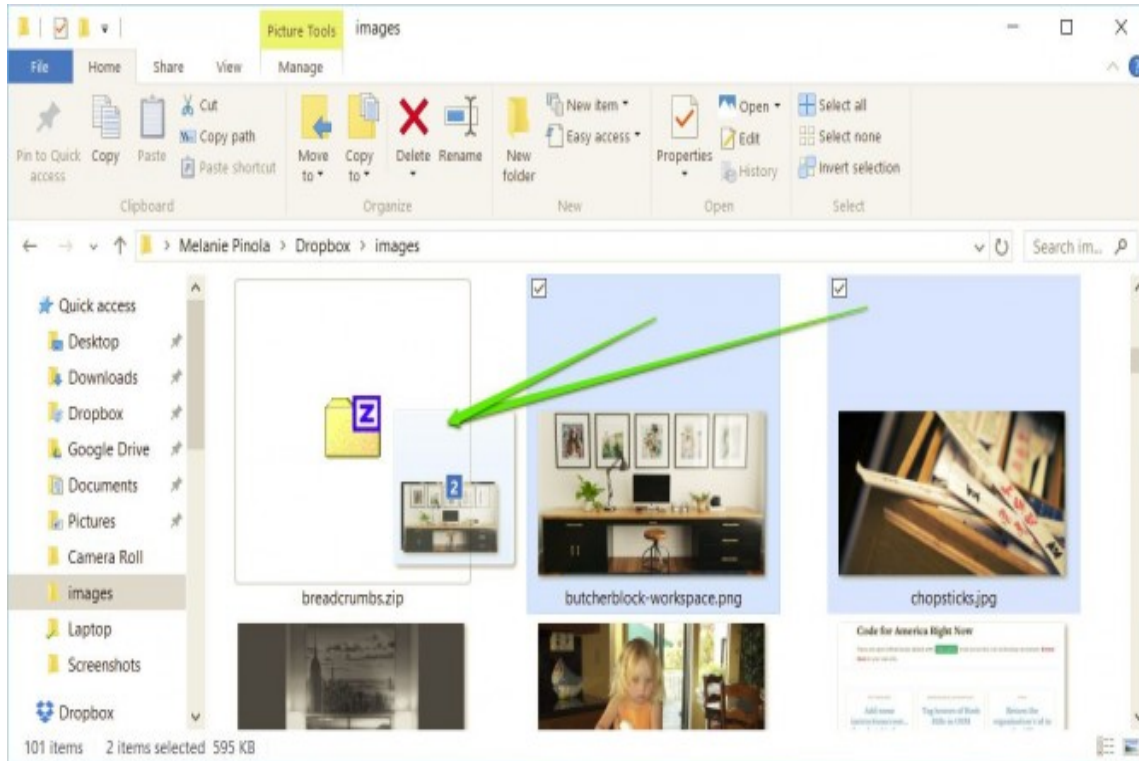 Picture Tools images
File Home Share View Manage
Pin to Quick access
Copy
Paste
Cut
Copy path
Paste shortcut
Move to
Copy to
Delete
Rename
New folder
New item
Easy access
Properties
Open
Edit
History
Select all
Select none
Invert selection
Clipboard Organize New Open Select
Melanie Pinola > Dropbox > images
Search im...
Quick access
Desktop
Downloads
Dropbox
Google Drive
Documents
Pictures
Camera Roll
images
Laptop
Screenshots
Dropbox
Z
2
breadcrumbs.zip
butcherblock-workspace.png
chopsticks.jpg
Code for America Right Now
101 items 2 items selected 595 KB